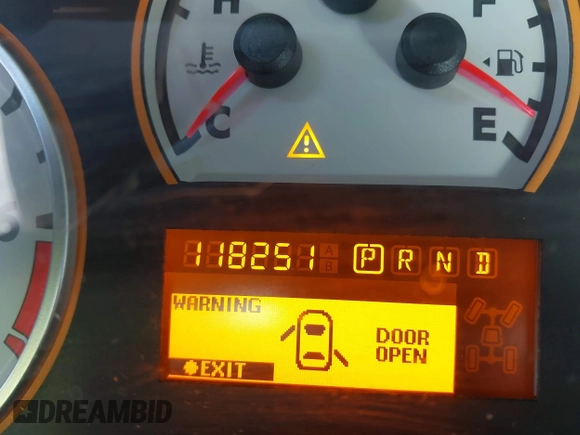 H
F
C
E
118251
A
B
P R N D
WARNING
DOOR
OPEN
EXIT
DREAMBID